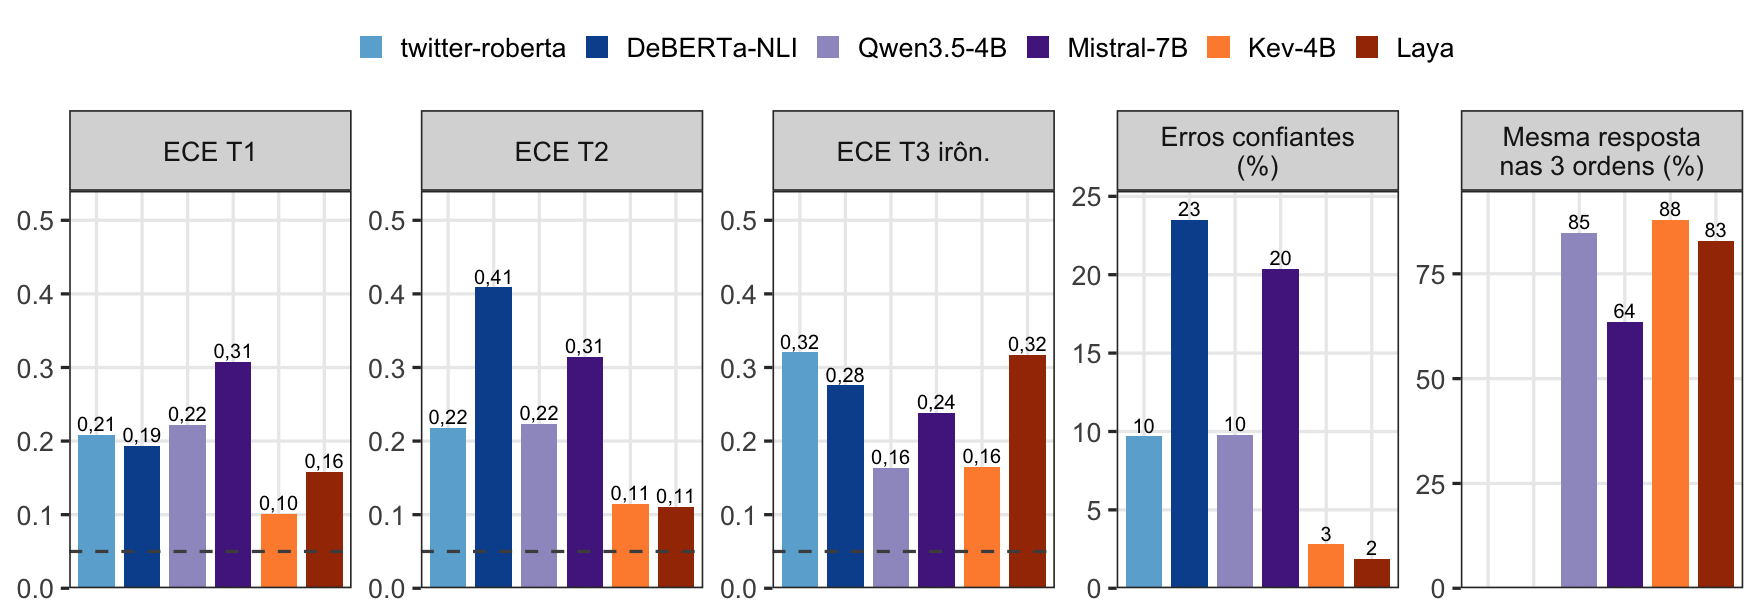 twitter-roberta DeBERTa-NLI Qwen3.5-4B Mistral-7B Kev-4B Laya
ECE T1
0.5
0.4
0.3
0.2
0.1
0.0
0,21 0,19 0,22 0,31 0,10 0,16
ECE T2
0.5
0.4
0.3
0.2
0.1
0.0
0,22 0,41 0,22 0,31 0,11 0,11
ECE T3 irôn.
0.5
0.4
0.3
0.2
0.1
0.0
0,32 0,28 0,16 0,24 0,16 0,32
Erros confiantes
(%)
25
20
15
10
5
0
10 23 10 20 3 2
Mesma resposta
nas 3 ordens (%)
75
50
25
0
85 64 88 83